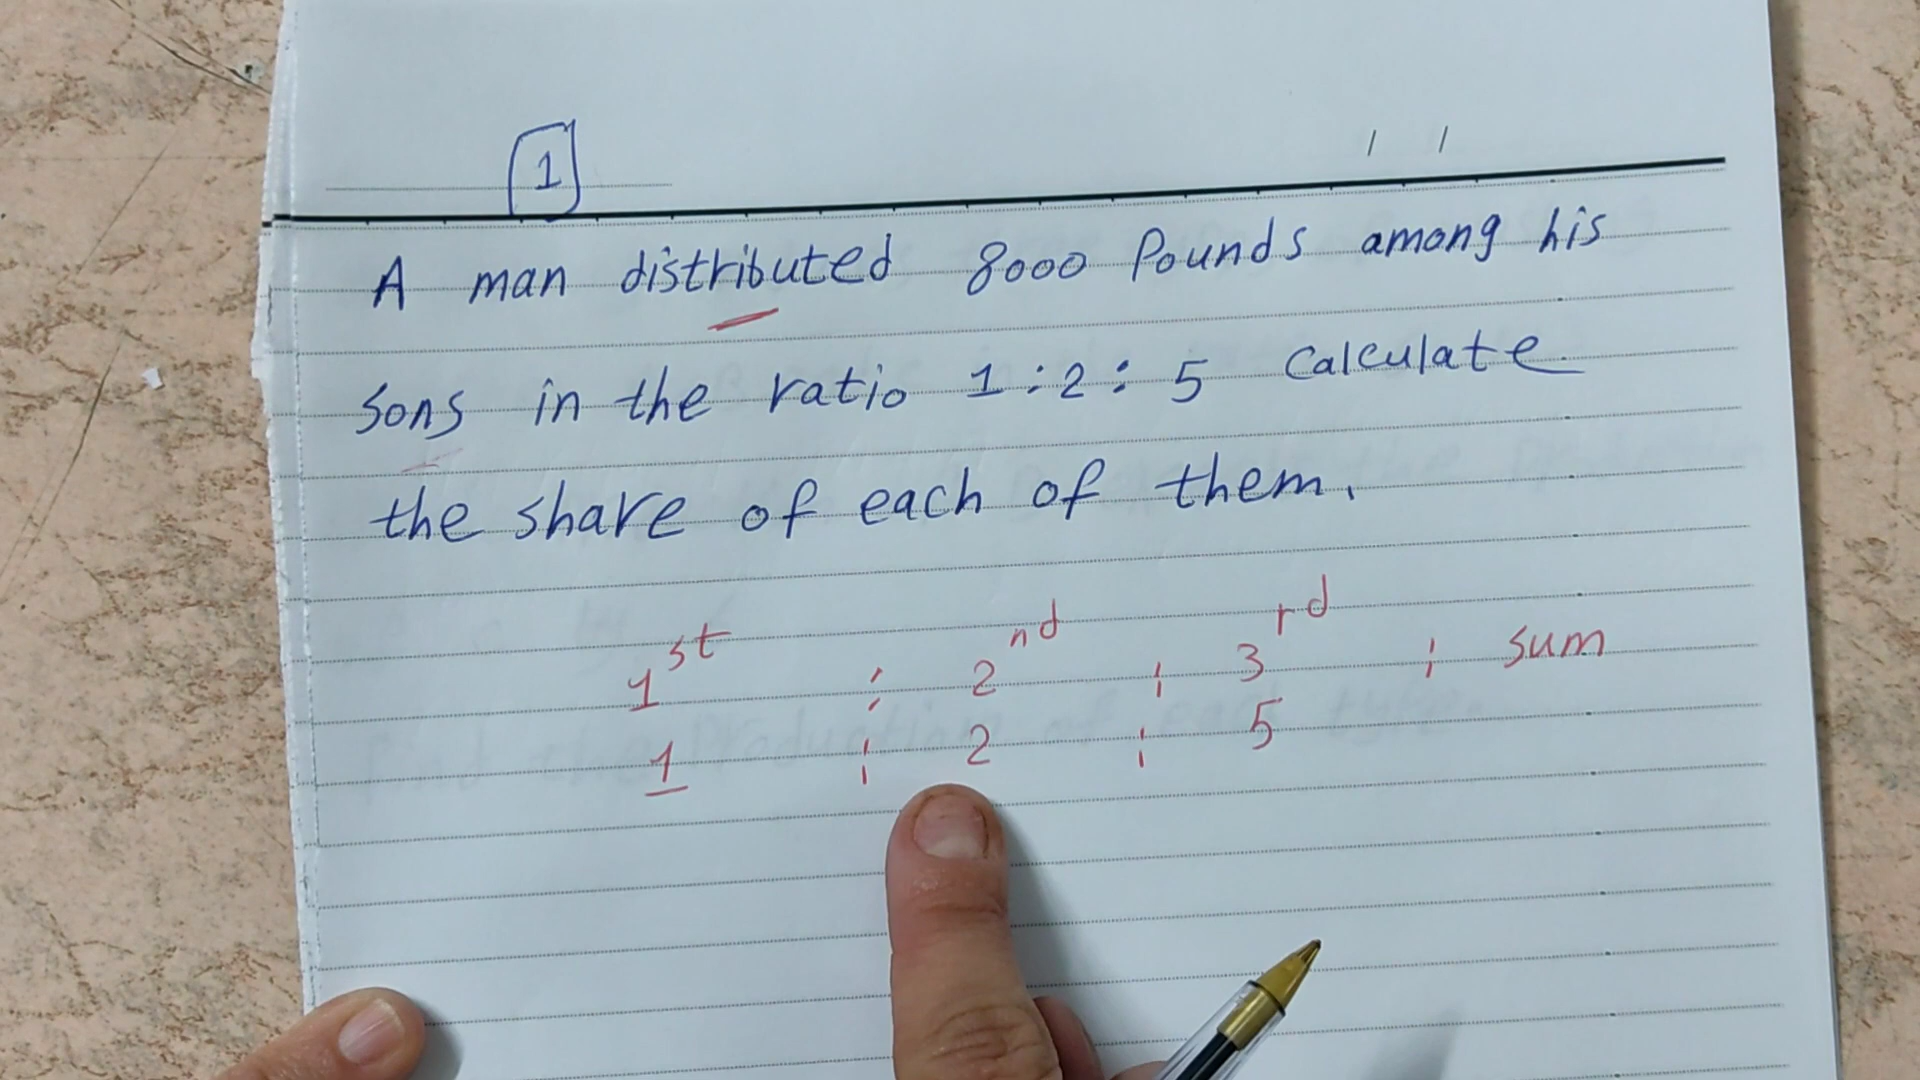 1
/ /
A man distributed 8000 Pounds among his
sons in the ratio 1:2:5 Calculate
the share of each of them.
1st : 2nd : 3rd : sum
1 : 2 : 5